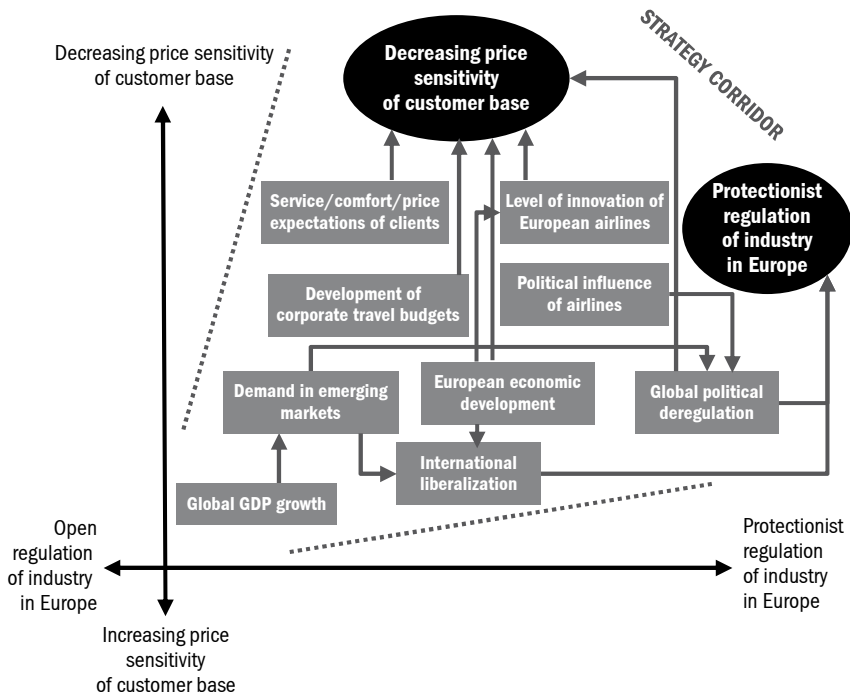 Decreasing price sensitivity
of customer base
Decreasing price
sensitivity
of customer base
STRATEGY CORRIDOR
Protectionist
regulation
of industry
in Europe
Service/comfort/price
expectations of clients
Level of innovation of
European airlines
Development of
corporate travel budgets
Political influence
of airlines
Demand in emerging
markets
European economic
development
Global political
deregulation
International
liberalization
Global GDP growth
Open
regulation
of industry
in Europe
Protectionist
regulation
of industry
in Europe
Increasing price
sensitivity
of customer base